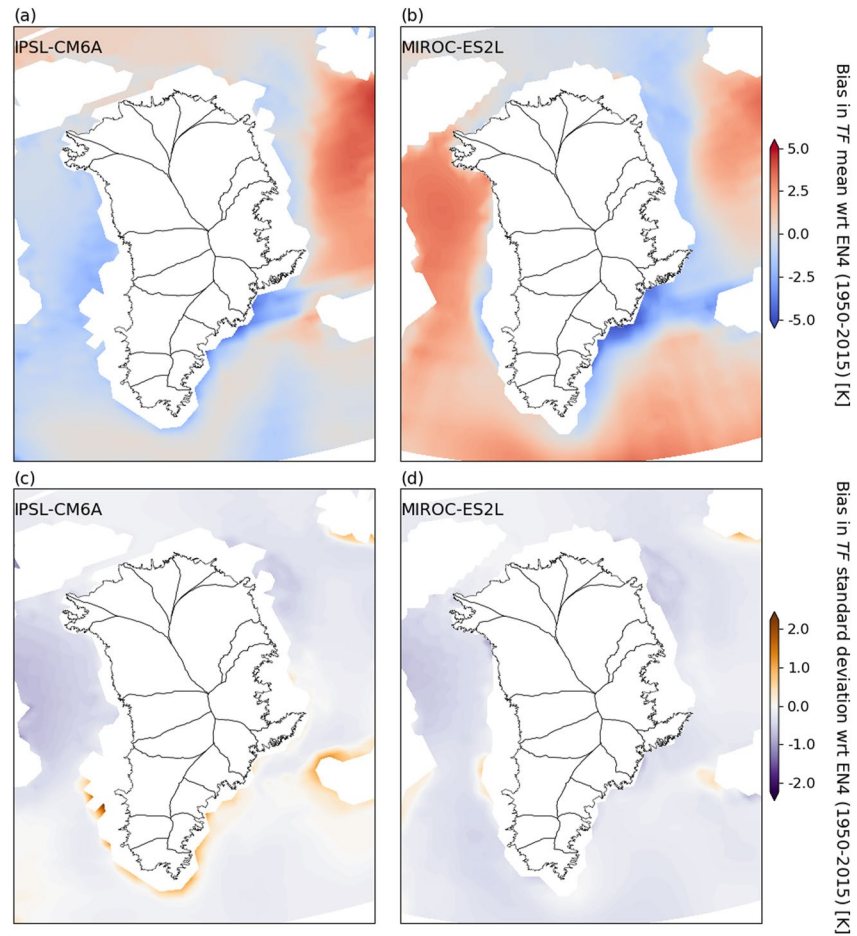 (a)
IPSL-CM6A
(b)
MIROC-ES2L
5.0
2.5
0.0
-2.5
-5.0
Bias in TF mean wrt EN4 (1950-2015) [K]
(c)
IPSL-CM6A
(d)
MIROC-ES2L
2.0
1.0
0.0
-1.0
-2.0
Bias in TF standard deviation wrt EN4 (1950-2015) [K]